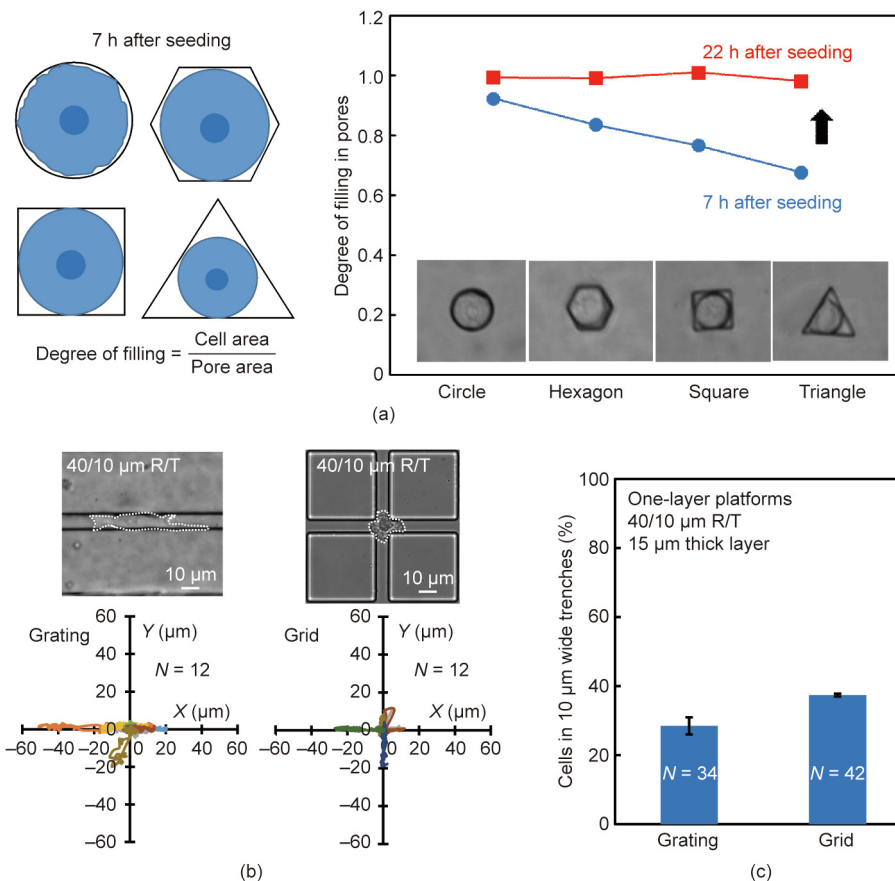 7 h after seeding
Degree of filling = Cell area
Pore area
Degree of filling in pores
1.2
1.0
0.8
0.6
0.4
0.2
0
22 h after seeding
7 h after seeding
Circle Hexagon Square Triangle
(a)
40/10 μm R/T
10 μm
40/10 μm R/T
10 μm
Grating
Y (μm)
N = 12
X (μm)
60
40
20
0
–20
–40
–60
–60 –40 –20 20 40 60
Grid
Y (μm)
N = 12
X (μm)
60
40
20
0
–20
–40
–60
–60 –40 –20 20 40 60
(b)
Cells in 10 μm wide trenches (%)
100
80
60
40
20
0
One-layer platforms
40/10 μm R/T
15 μm thick layer
N = 34
N = 42
Grating Grid
(c)